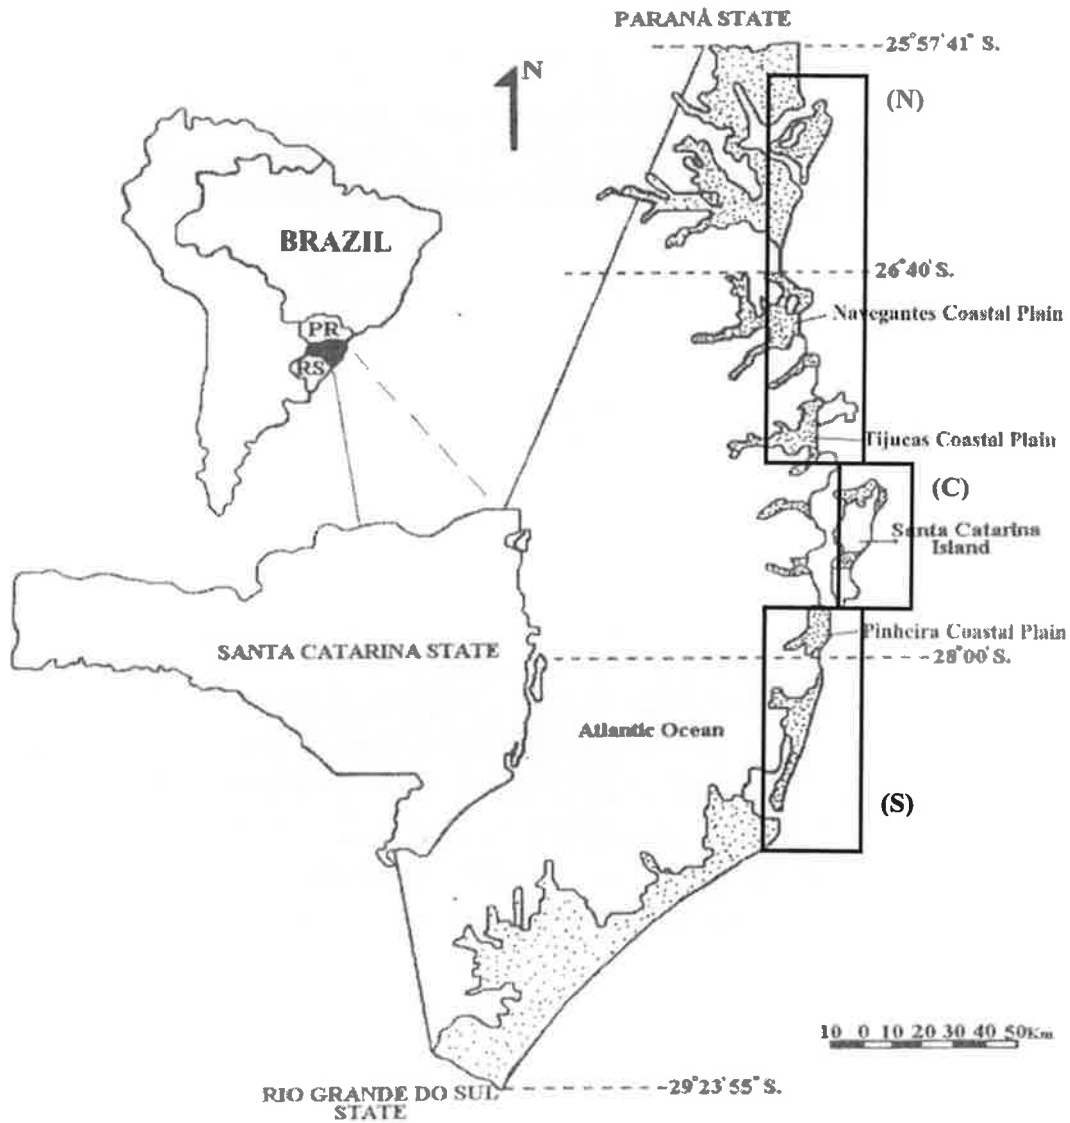 PARANÁ STATE
25°57'41" S.
N
(N)
BRAZIL
26°40' S.
Navegantes Coastal Plain
PR
RS
Tijucas Coastal Plain
(C)
Santa Catarina
Island
Pinheira Coastal Plain
SANTA CATARINA STATE
28°00' S.
Atlantic Ocean
(S)
10 0 10 20 30 40 50Km
29°23'55" S.
RIO GRANDE DO SUL
STATE